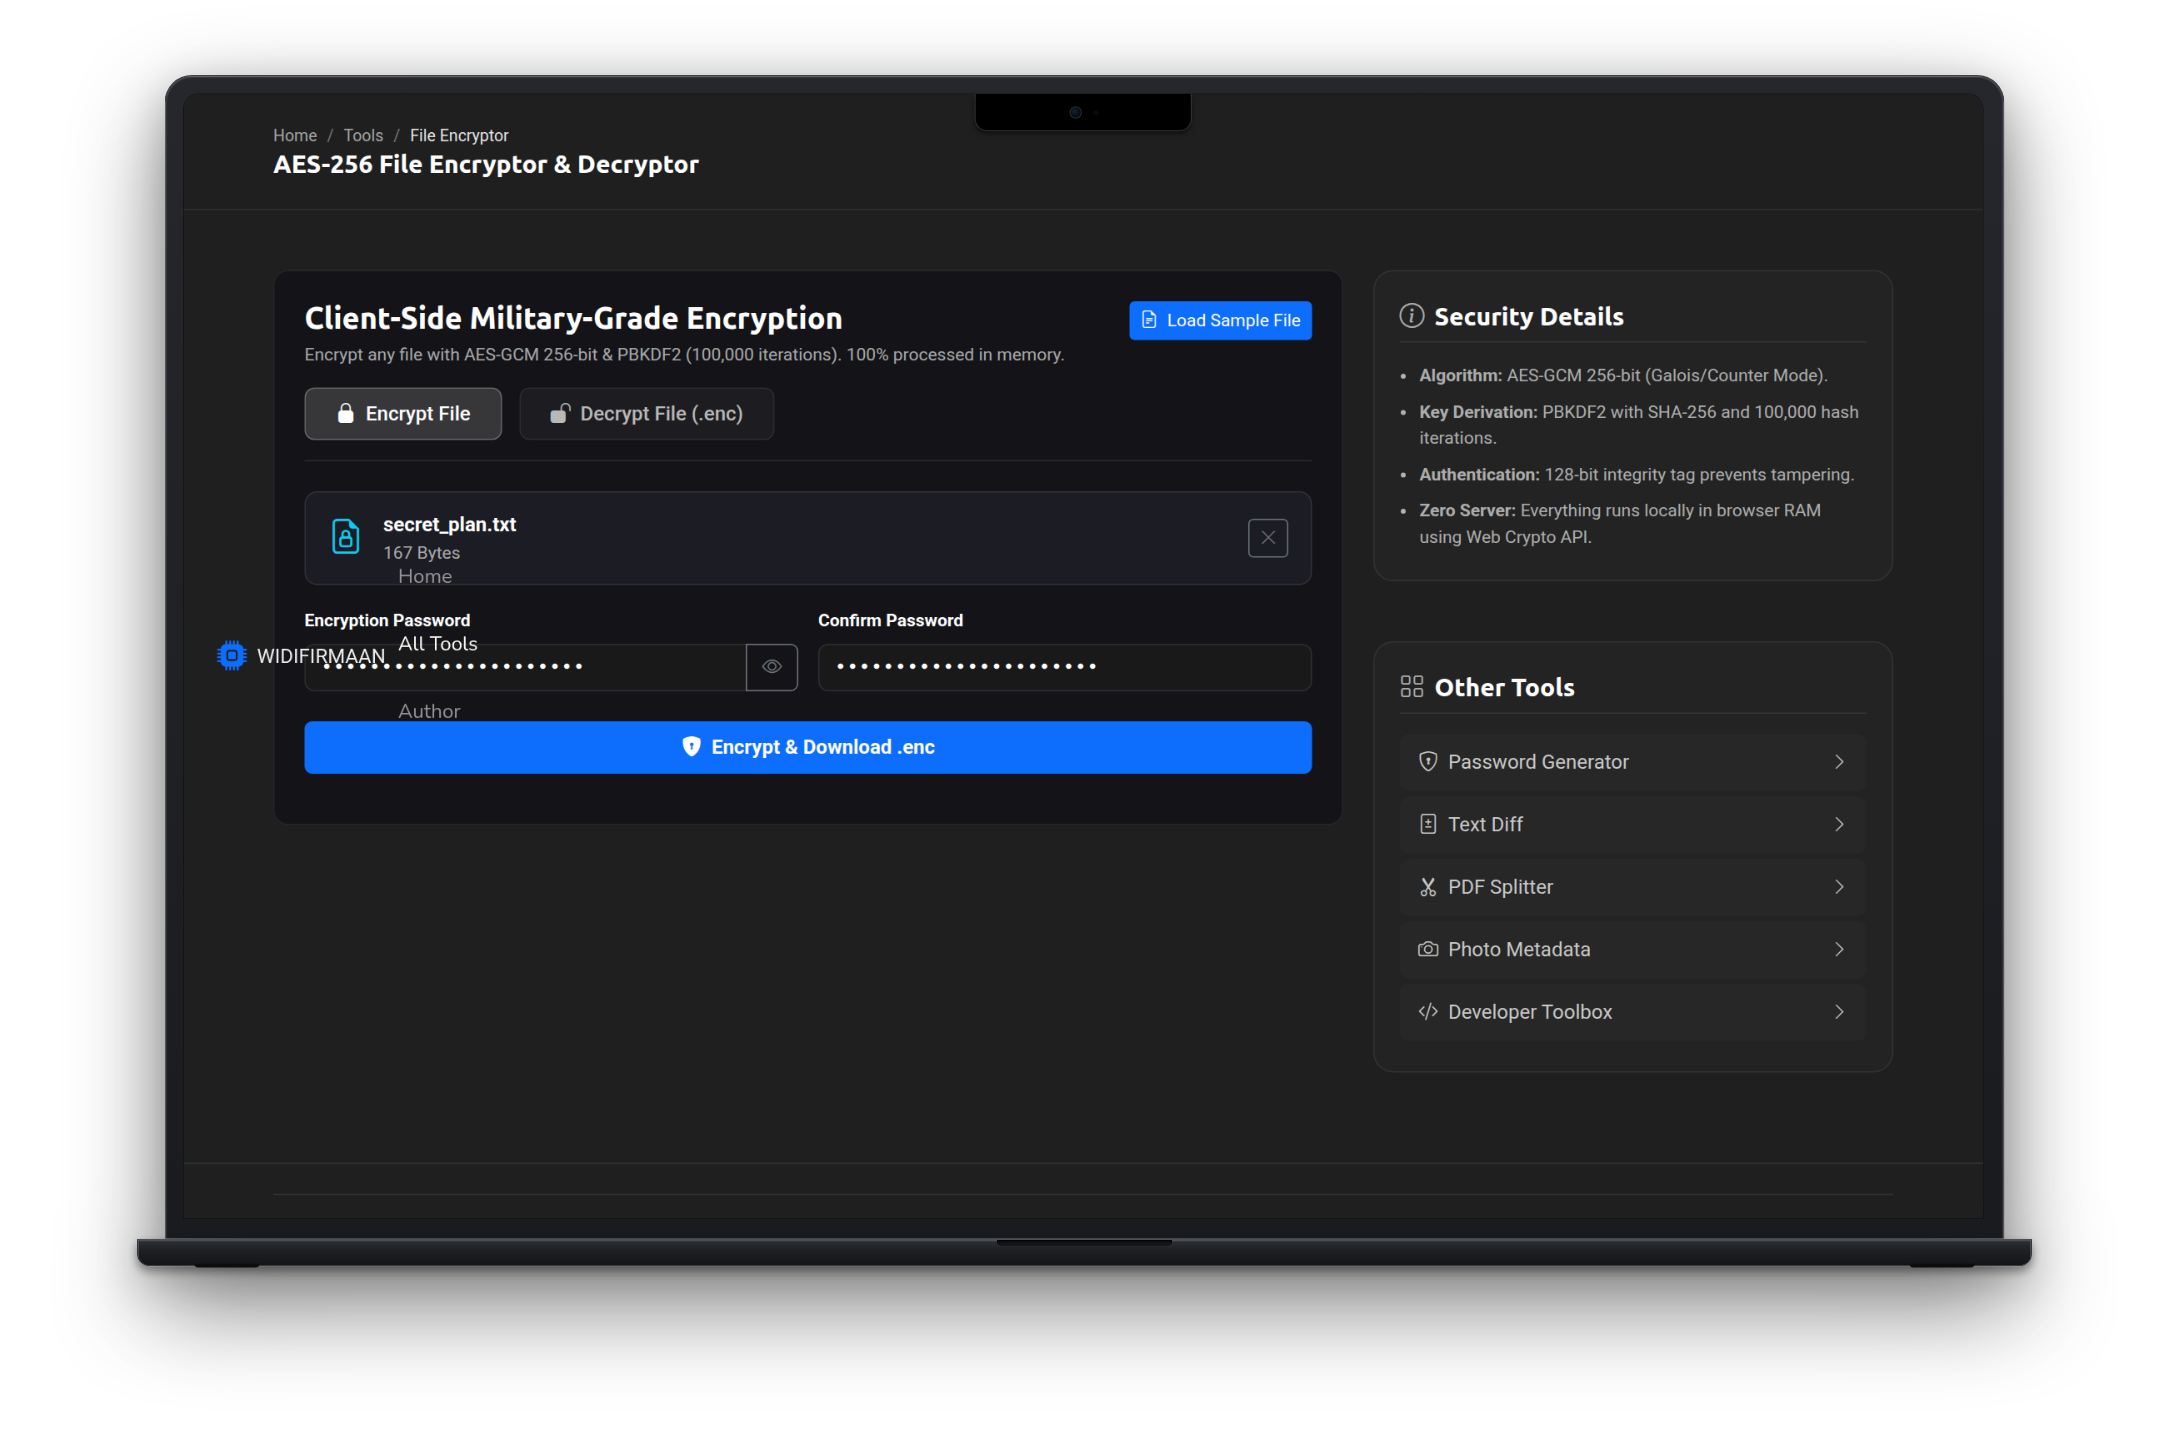 Home / Tools / File Encryptor
AES-256 File Encryptor & Decryptor
Client-Side Military-Grade Encryption
Load Sample File
Encrypt any file with AES-GCM 256-bit & PBKDF2 (100,000 iterations). 100% processed in memory.
Encrypt File
Decrypt File (.enc)
secret_plan.txt
167 Bytes
Home
Encryption Password
Confirm Password
All Tools
WIDIFIRMAAN
Author
Encrypt & Download .enc
Security Details
• Algorithm: AES-GCM 256-bit (Galois/Counter Mode).
• Key Derivation: PBKDF2 with SHA-256 and 100,000 hash
iterations.
• Authentication: 128-bit integrity tag prevents tampering.
• Zero Server: Everything runs locally in browser RAM
using Web Crypto API.
Other Tools
Password Generator
Text Diff
PDF Splitter
Photo Metadata
Developer Toolbox